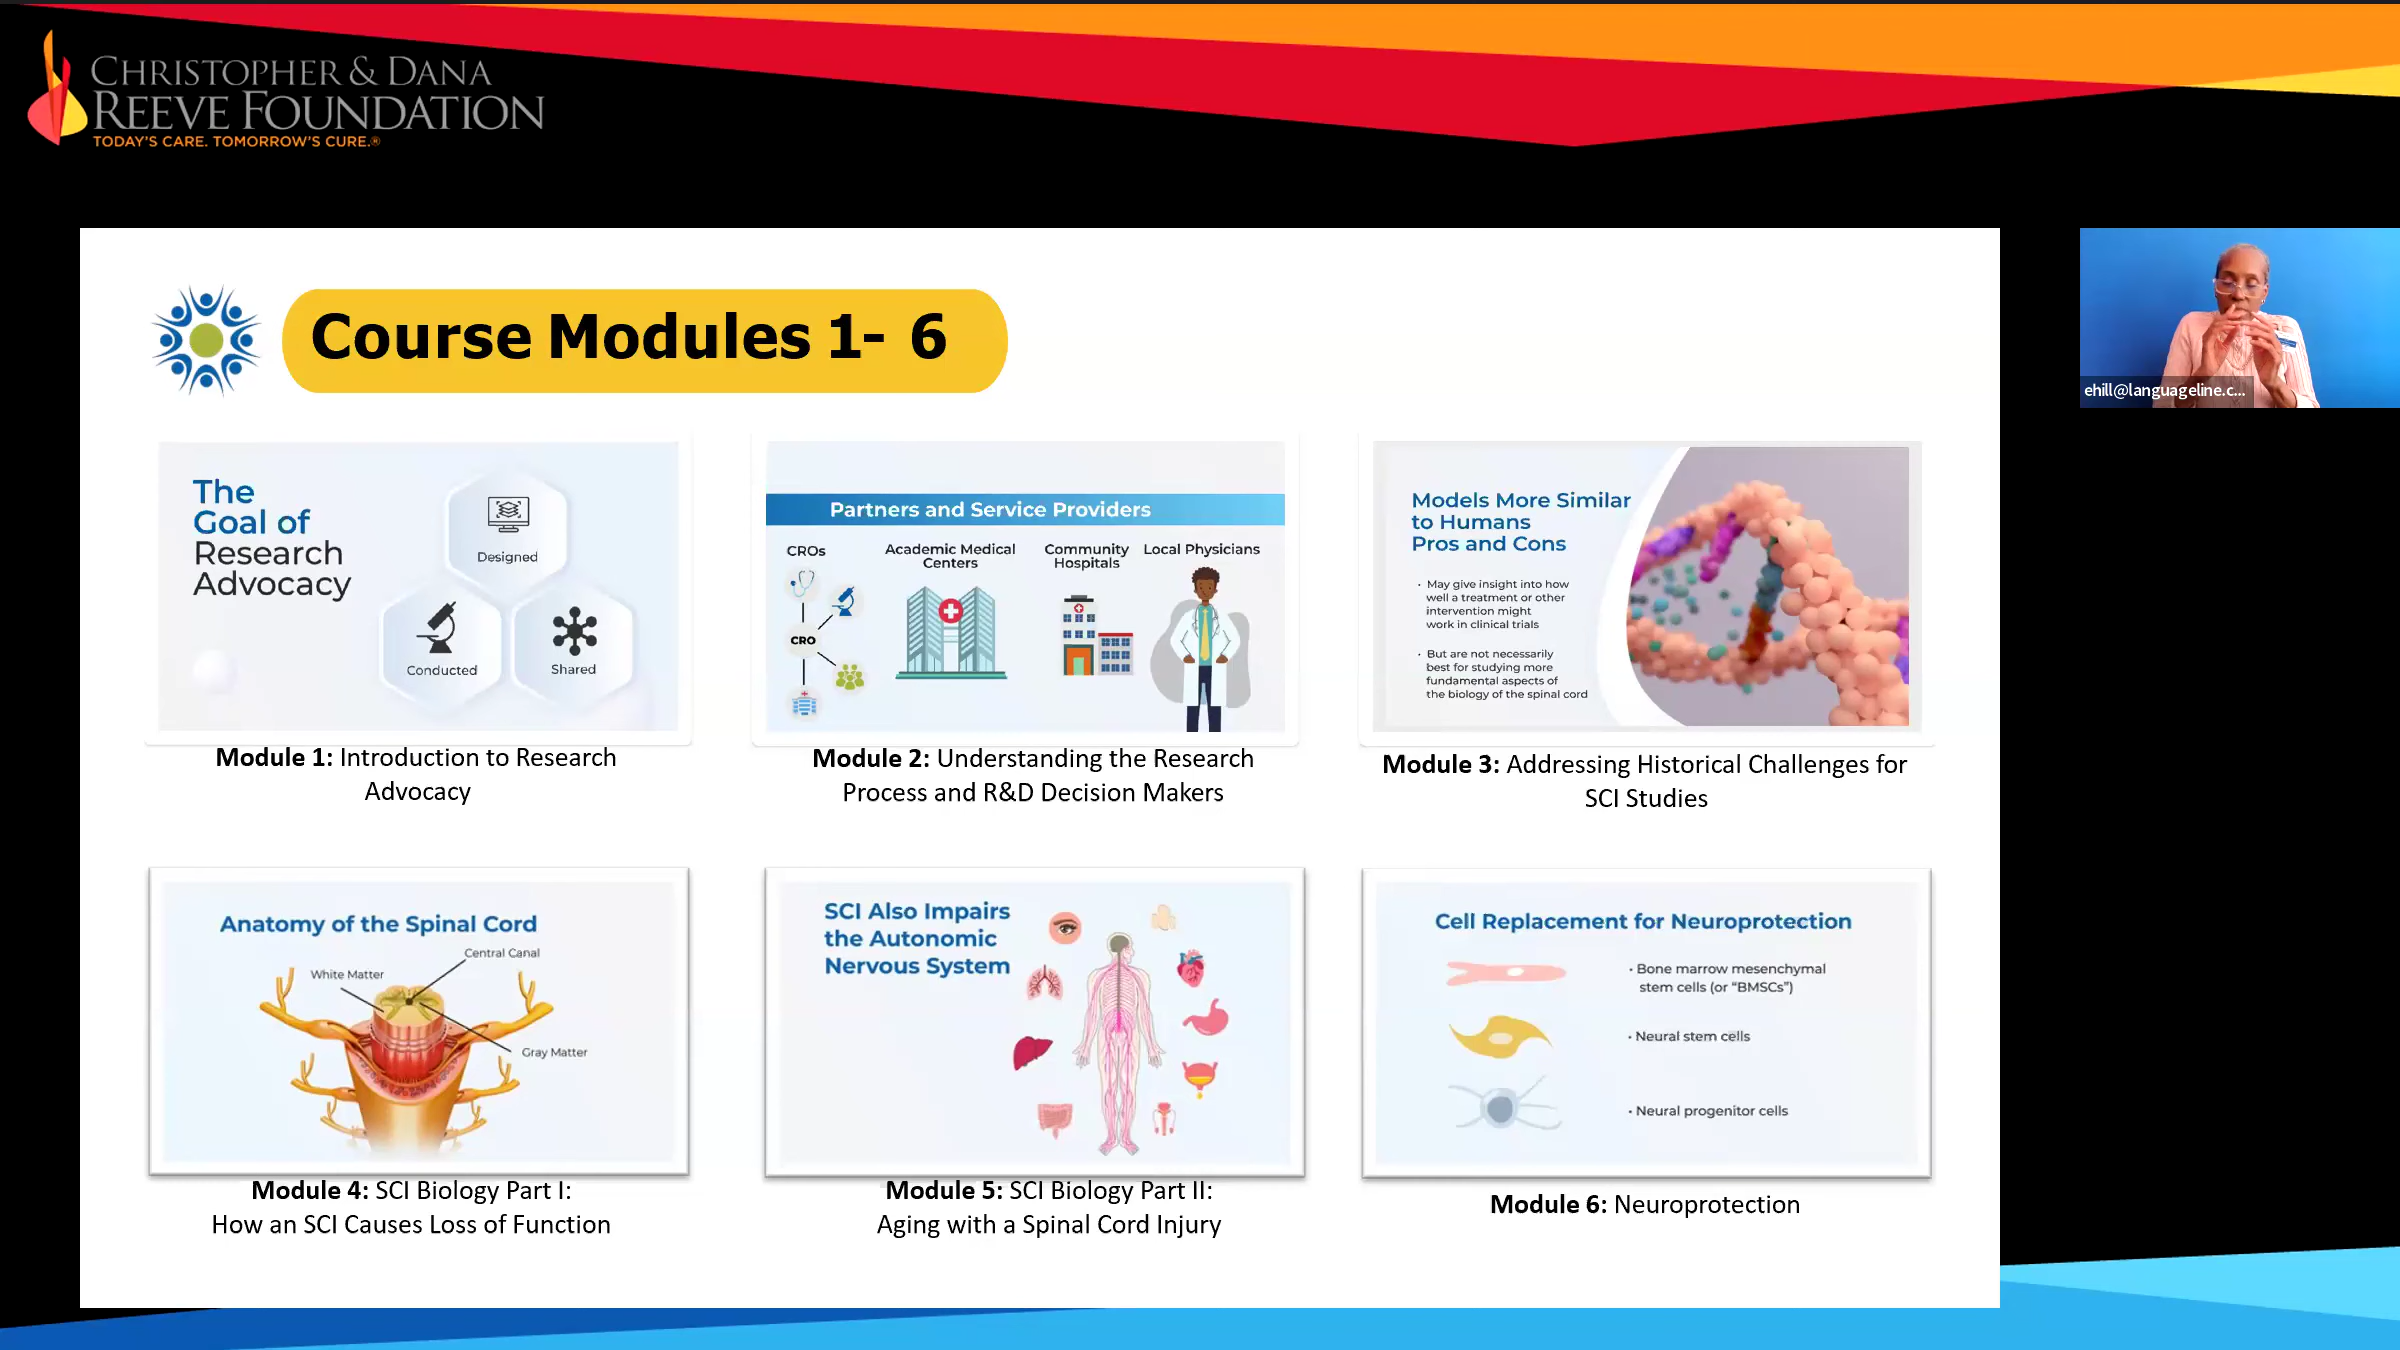 CHRISTOPHER & DANA
REEVE FOUNDATION
TODAY'S CARE. TOMORROW'S CURE.®
ehill@languageline.c...
Course Modules 1- 6
The
Goal of
Research
Advocacy
Designed
Conducted
Shared
Module 1: Introduction to Research
Advocacy
Partners and Service Providers
CROs
CRO
Academic Medical
Centers
Community
Hospitals
Local Physicians
Module 2: Understanding the Research
Process and R&D Decision Makers
Models More Similar
to Humans
Pros and Cons
· May give insight into how
well a treatment or other
intervention might
work in clinical trials
· But are not necessarily
best for studying more
fundamental aspects of
the biology of the spinal cord
Module 3: Addressing Historical Challenges for
SCI Studies
Anatomy of the Spinal Cord
Central Canal
White Matter
Gray Matter
Module 4: SCI Biology Part I:
How an SCI Causes Loss of Function
SCI Also Impairs
the Autonomic
Nervous System
Module 5: SCI Biology Part II:
Aging with a Spinal Cord Injury
Cell Replacement for Neuroprotection
· Bone marrow mesenchymal
stem cells (or “BMSCs”)
· Neural stem cells
· Neural progenitor cells
Module 6: Neuroprotection